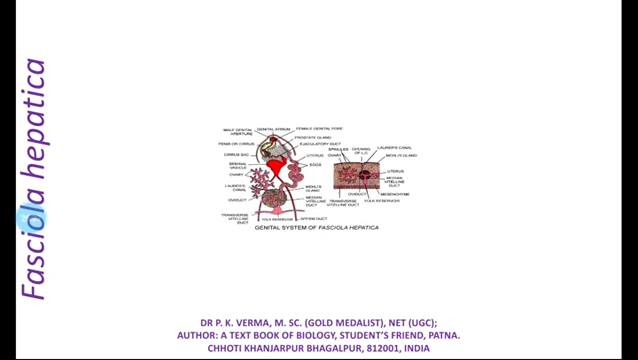 Fasciola hepatica
MALE GENITAL APERTURE
GENITAL ATRIUM
FEMALE GENITAL PORE
PROSTATE GLAND
EJACULATORY DUCT
PENIS OR CIRRUS
CIRRUS SAC
UTERUS
EGGS
SEMINAL VESICLE
OVARY
LAURER'S CANAL
MEHLI'S GLAND
OVIDUCT
MEDIAN VITELLINE DUCT
TRANSVERSE VITELLINE DUCT
YOLK RESERVOIR
SPERM DUCT
SPINULES
OVARY
OPENING OF L.C.
LAURER'S CANAL
MEHLI'S GLAND
UTERUS
MEDIAN VITELLINE DUCT
OVIDUCT
MESENCHYME
TRANSVERSE VITELLINE DUCT
YOLK RESERVOIR
GENITAL SYSTEM OF FASCIOLA HEPATICA
DR P. K. VERMA, M. SC. (GOLD MEDALIST), NET (UGC);
AUTHOR: A TEXT BOOK OF BIOLOGY, STUDENT'S FRIEND, PATNA.
CHHOTI KHANJARPUR BHAGALPUR, 812001, INDIA